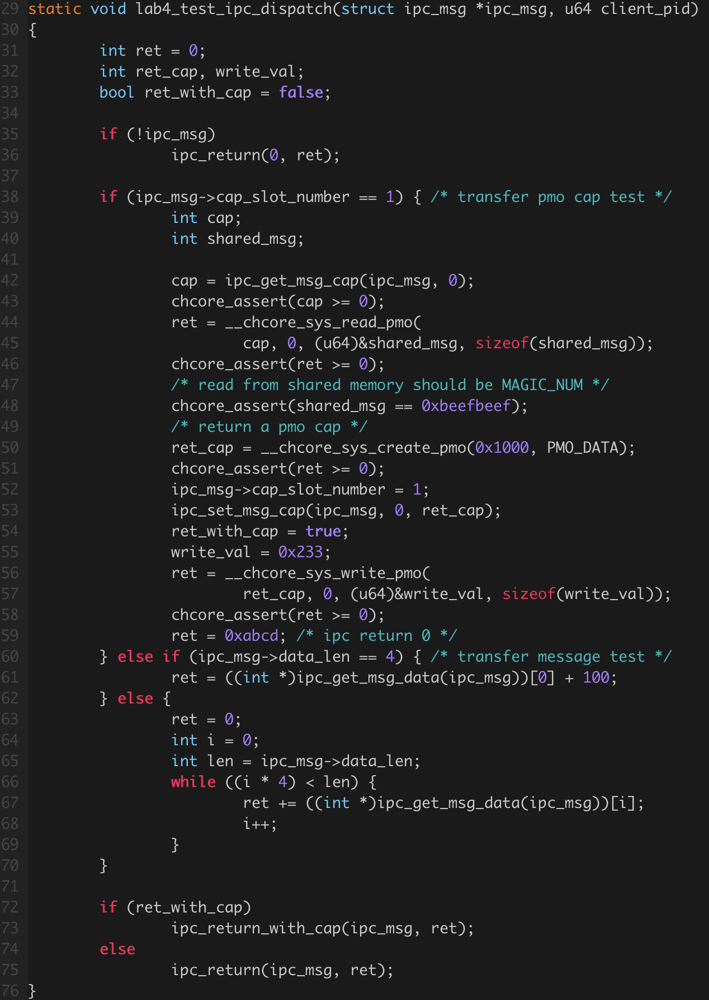 29 static void lab4_test_ipc_dispatch(struct ipc_msg *ipc_msg, u64 client_pid)
30 {
31         int ret = 0;
32         int ret_cap, write_val;
33         bool ret_with_cap = false;
34
35         if (!ipc_msg)
36                 ipc_return(0, ret);
37
38         if (ipc_msg->cap_slot_number == 1) { /* transfer pmo cap test */
39                 int cap;
40                 int shared_msg;
41
42                 cap = ipc_get_msg_cap(ipc_msg, 0);
43                 chcore_assert(cap >= 0);
44                 ret = __chcore_sys_read_pmo(
45                         cap, 0, (u64)&shared_msg, sizeof(shared_msg));
46                 chcore_assert(ret >= 0);
47                 /* read from shared memory should be MAGIC_NUM */
48                 chcore_assert(shared_msg == 0xbeefbeef);
49                 /* return a pmo cap */
50                 ret_cap = __chcore_sys_create_pmo(0x1000, PMO_DATA);
51                 chcore_assert(ret >= 0);
52                 ipc_msg->cap_slot_number = 1;
53                 ipc_set_msg_cap(ipc_msg, 0, ret_cap);
54                 ret_with_cap = true;
55                 write_val = 0x233;
56                 ret = __chcore_sys_write_pmo(
57                         ret_cap, 0, (u64)&write_val, sizeof(write_val));
58                 chcore_assert(ret >= 0);
59                 ret = 0xabcd; /* ipc return 0 */
60         } else if (ipc_msg->data_len == 4) { /* transfer message test */
61                 ret = ((int *)ipc_get_msg_data(ipc_msg))[0] + 100;
62         } else {
63                 ret = 0;
64                 int i = 0;
65                 int len = ipc_msg->data_len;
66                 while ((i * 4) < len) {
67                         ret += ((int *)ipc_get_msg_data(ipc_msg))[i];
68                         i++;
69                 }
70         }
71
72         if (ret_with_cap)
73                 ipc_return_with_cap(ipc_msg, ret);
74         else
75                 ipc_return(ipc_msg, ret);
76 }